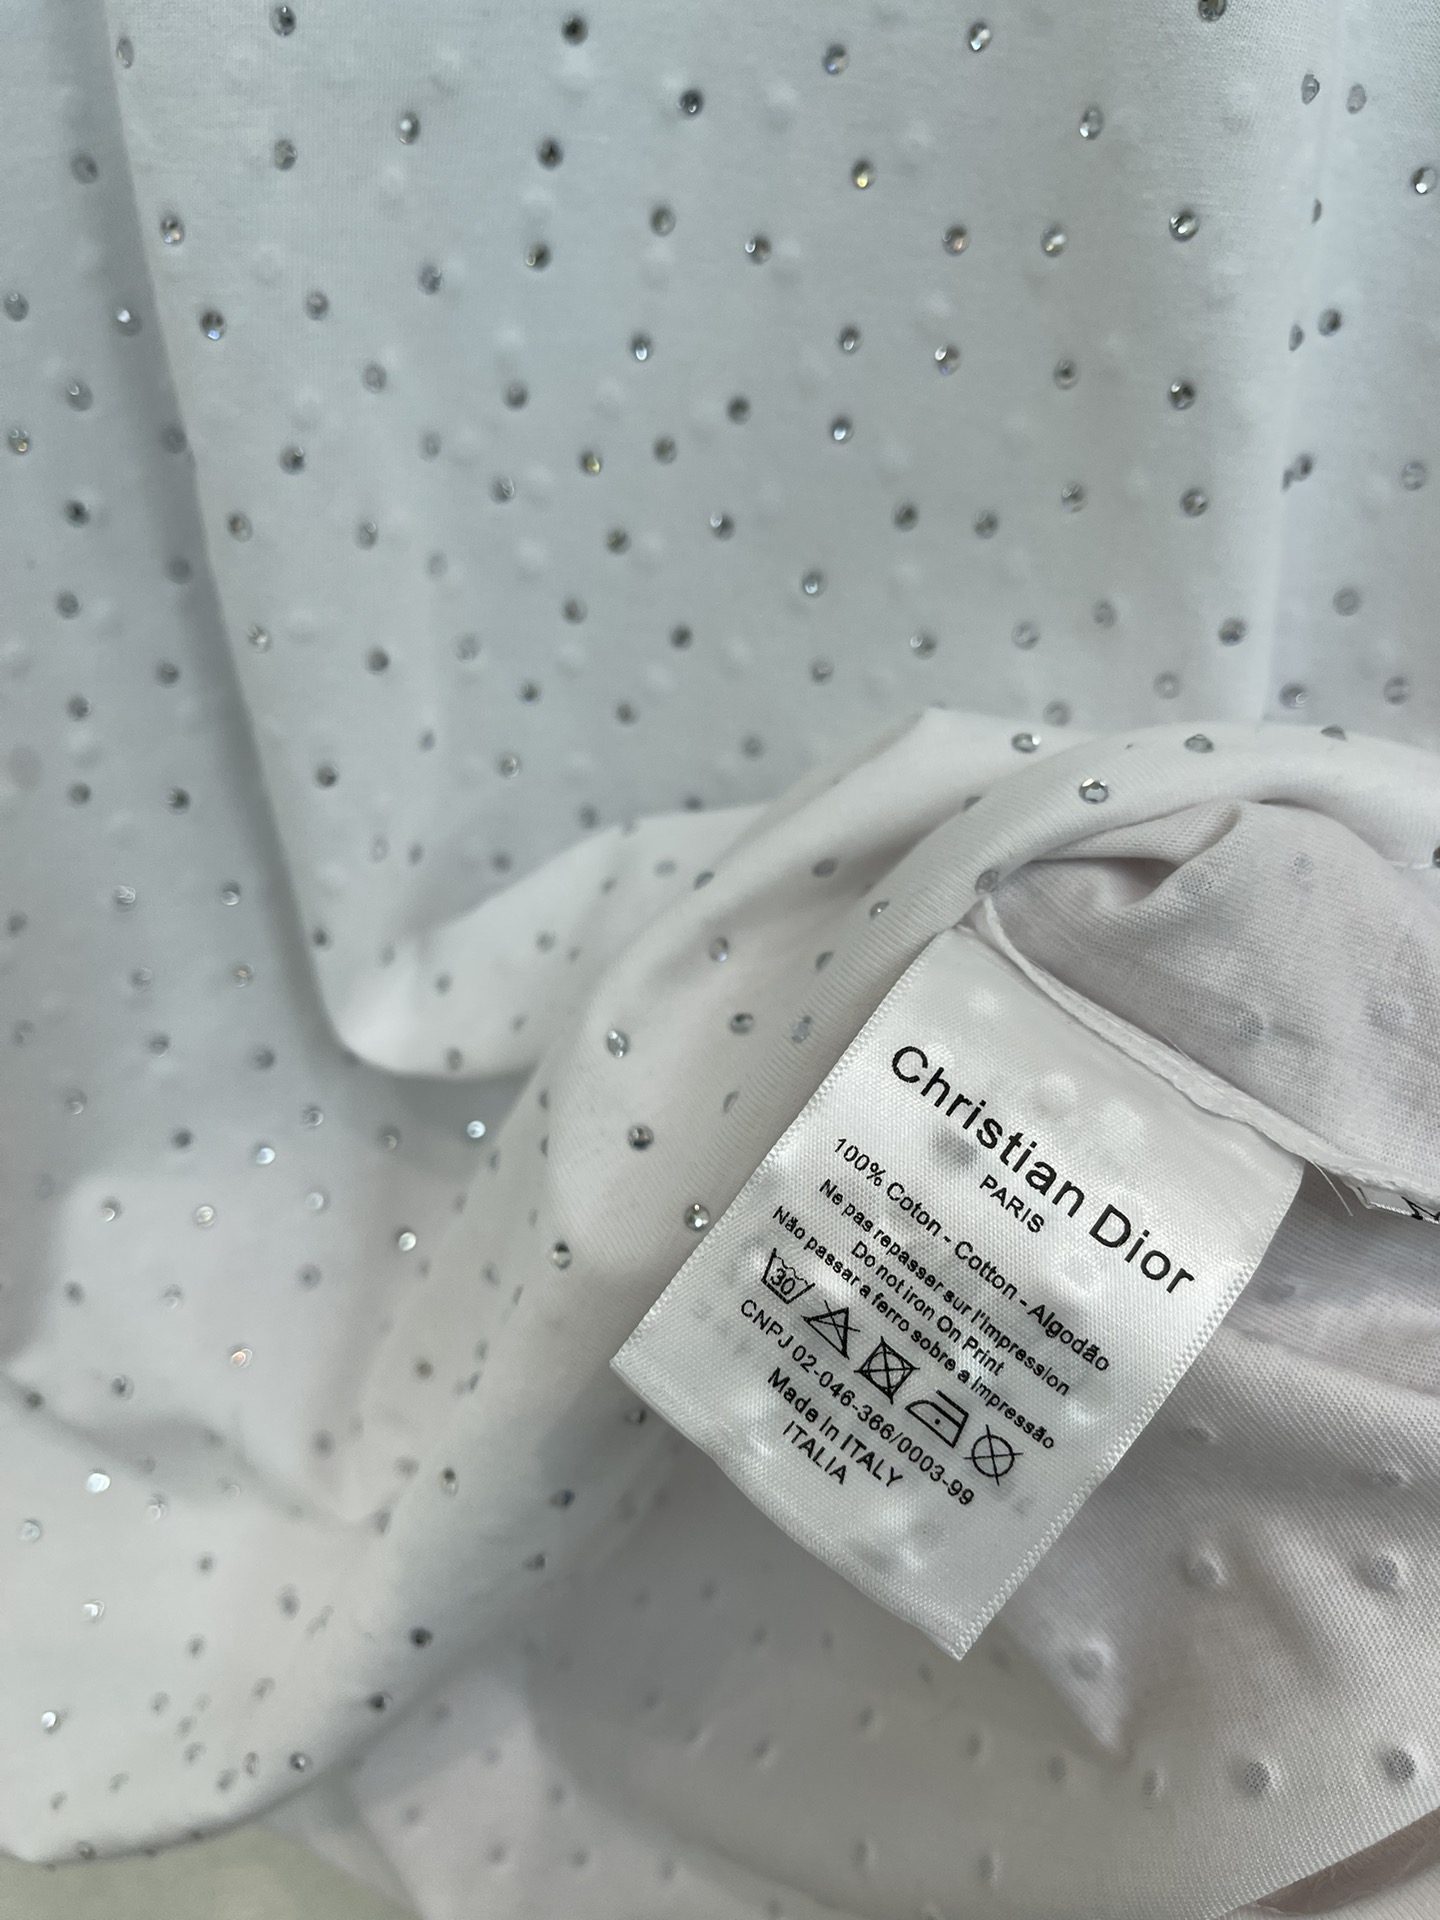 Christian Dior
PARIS
100% Coton - Cotton - Algodão
Ne pas repasser sur l'Impression
Do not iron On Print
Não passar a ferro sobre a Impressão
30
CNPJ 02-046-366/0003-99
Made in ITALY
ITALIA